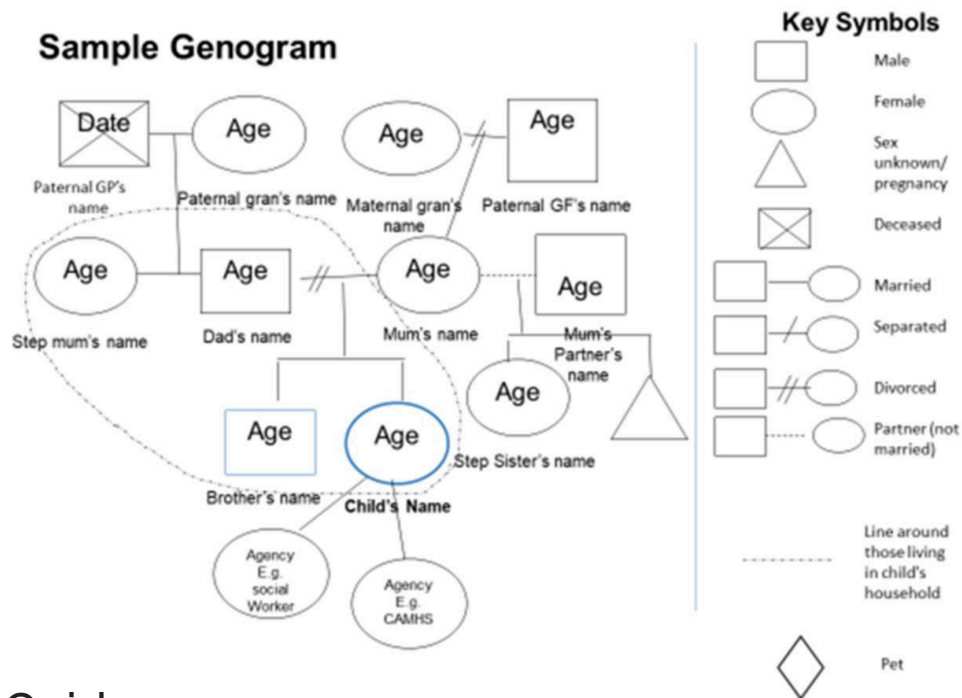 Sample Genogram
Date
Age
Age
Age
Paternal GP's
name
Paternal gran's name
Maternal gran's
name
Paternal GF's name
Age
Age
Age
Age
Step mum's name
Dad's name
Mum's name
Mum's
Partner's
name
Age
Age
Age
Brother's name
Child's Name
Step Sister's name
Agency
E.g.
social
Worker
Agency
E.g.
CAMHS
Key Symbols
Male
Female
Sex
unknown/
pregnancy
Deceased
Married
Separated
Divorced
Partner (not
married)
Line around
those living
in child's
household
Pet